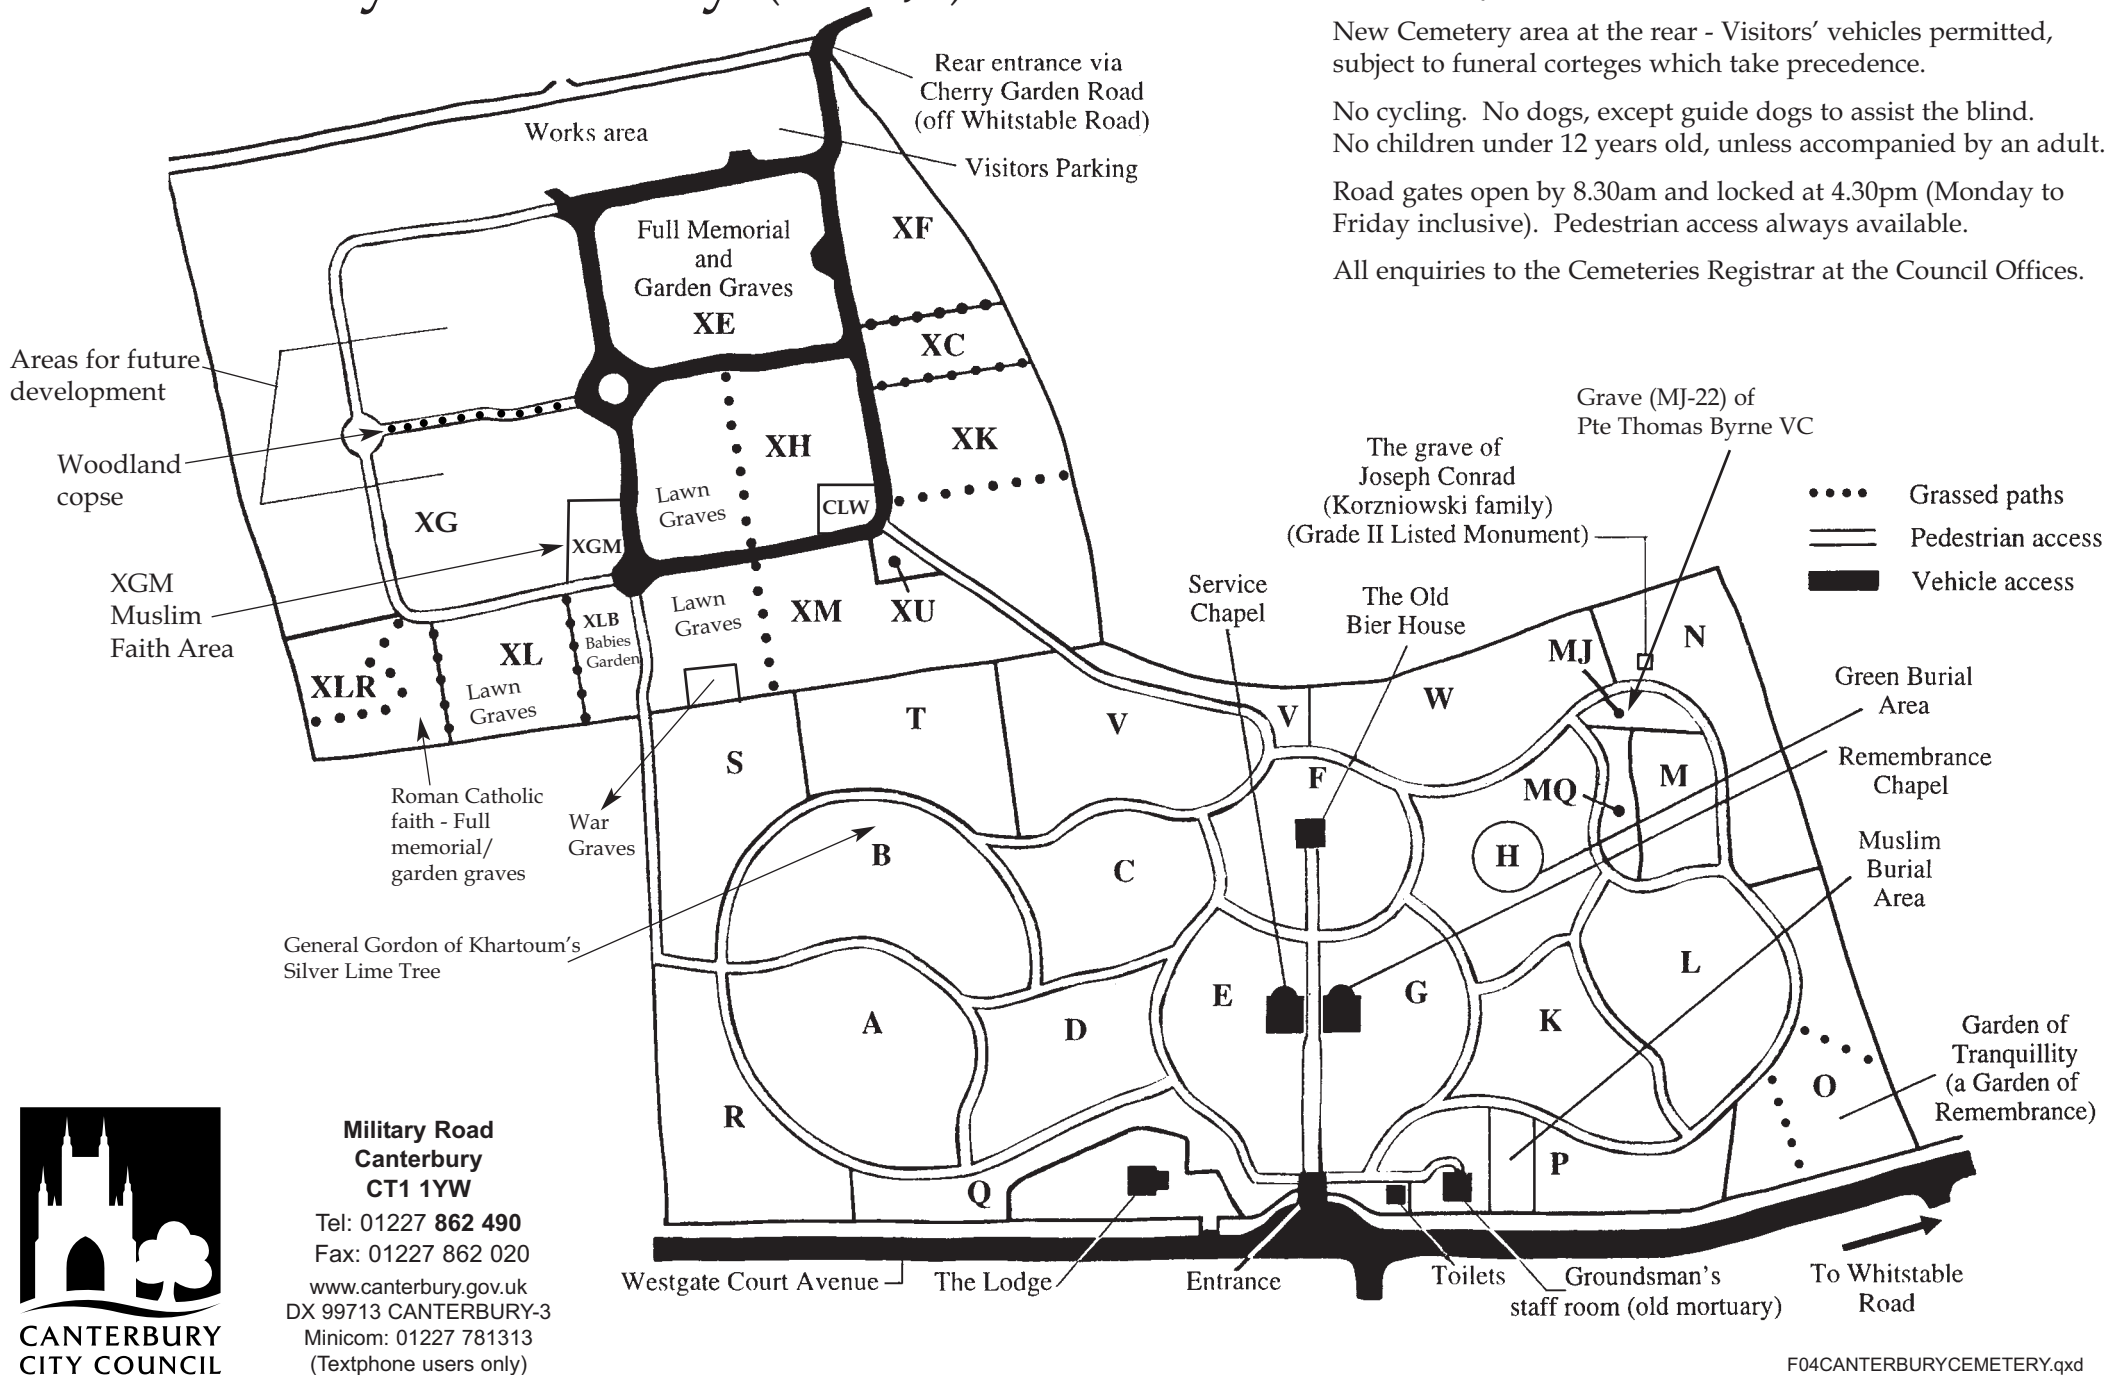 New Cemetery area at the rear - Visitors’ vehicles permitted,
subject to funeral corteges which take precedence.
No cycling.  No dogs, except guide dogs to assist the blind.
No children under 12 years old, unless accompanied by an adult.
Road gates open by 8.30am and locked at 4.30pm (Monday to
Friday inclusive).  Pedestrian access always available.
All enquiries to the Cemeteries Registrar at the Council Offices.
Rear entrance via
Cherry Garden Road
(off Whitstable Road)
Works area
Visitors Parking
Full Memorial
and
Garden Graves
XE
XF
XC
XK
XH
Lawn
Graves
CLW
Areas for future
development
Woodland
copse
XG
XGM
XGM
Muslim
Faith Area
XLR
XL
Lawn
Graves
XLB
Babies
Garden
Lawn
Graves
XM
XU
Roman Catholic
faith - Full
memorial/
garden graves
War
Graves
General Gordon of Khartoum’s
Silver Lime Tree
Grave (MJ-22) of
Pte Thomas Byrne VC
The grave of
Joseph Conrad
(Korzniowski family)
(Grade II Listed Monument)
Service
Chapel
The Old
Bier House
Grassed paths
Pedestrian access
Vehicle access
Green Burial
Area
Remembrance
Chapel
Muslim
Burial
Area
Garden of
Tranquillity
(a Garden of
Remembrance)
S
T
V
V
W
MJ
N
F
MQ
M
H
B
C
L
E
G
K
A
D
R
Q
P
O
Westgate Court Avenue
The Lodge
Entrance
Toilets
Groundsman’s
staff room (old mortuary)
To Whitstable
Road
CANTERBURY
CITY COUNCIL
Military Road
Canterbury
CT1 1YW
Tel: 01227 862 490
Fax: 01227 862 020
www.canterbury.gov.uk
DX 99713 CANTERBURY-3
Minicom: 01227 781313
(Textphone users only)
F04CANTERBURYCEMETERY.qxd